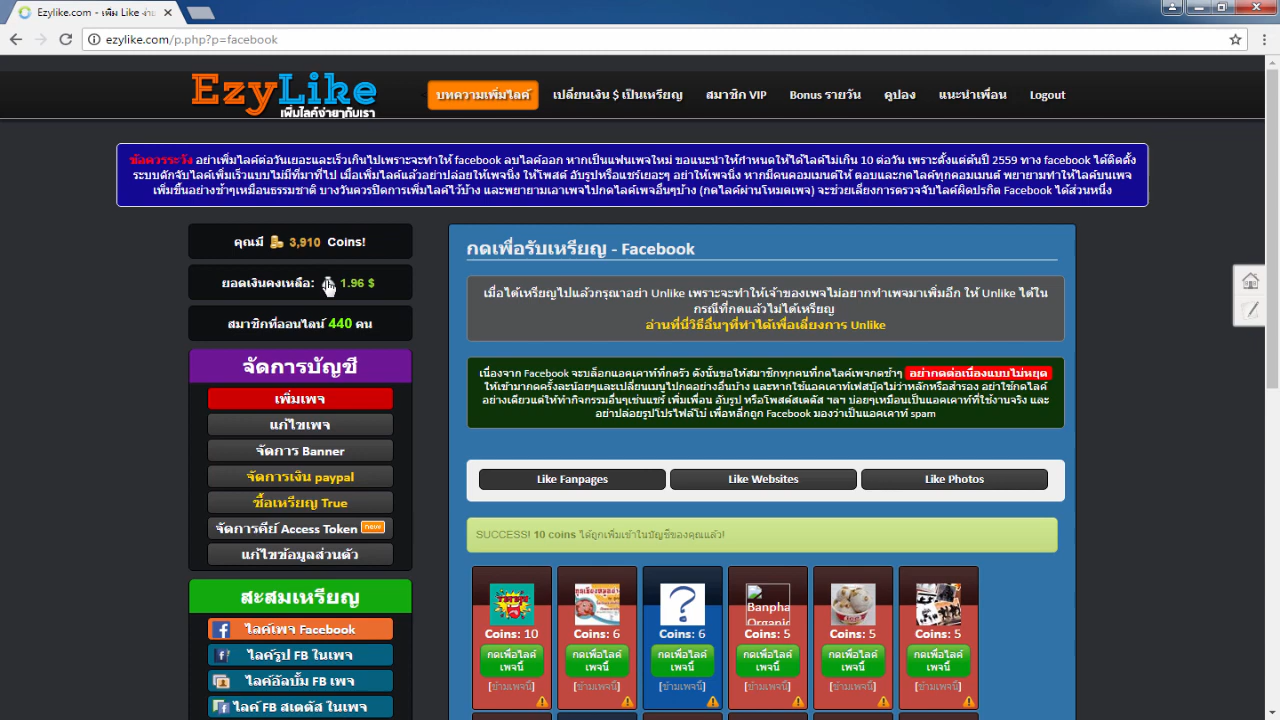 Ezylike.com - เพิ่ม Like ง่าย
ezylike.com/p.php?p=facebook
EzyLike
เพิ่มไลค์ง่ายๆกับเรา
บทความเพิ่มไลค์
เปลี่ยนเงิน $ เป็นเหรียญ
สมาชิก VIP
Bonus รายวัน
คูปอง
แนะนำเพื่อน
Logout
ข้อควรระวัง อย่าเพิ่มไลค์ต่อวันเยอะและเร็วเกินไปเพราะจะทำให้ facebook ลบไลค์ออก หากเป็นแฟนเพจใหม่ ขอแนะนำให้กำหนดให้ได้ไลค์ไม่เกิน 10 ต่อวัน เพราะตั้งแต่ต้นปี 2559 ทาง facebook ได้ติดตั้ง
ระบบดักจับไลค์เพิ่มเร็วแบบไม่มีที่มาที่ไป เมื่อเพิ่มไลค์แล้วอย่าปล่อยให้เพจนิ่ง ให้โพสต์ อัปรูปหรือแชร์เยอะๆ อย่าให้เพจนิ่ง หากมีคนคอมเมนต์ให้ ตอบและกดไลค์ทุกคอมเมนต์ พยายามทำให้ไลค์บนเพจ
เพิ่มขึ้นอย่างช้าๆเหมือนธรรมชาติ บางวันควรปิดการเพิ่มไลค์ไว้บ้าง และพยายามเอาเพจไปกดไลค์เพจอื่นๆบ้าง (กดไลค์ผ่านโหมดเพจ) จะช่วยเลี่ยงการตรวจจับไลค์ผิดปรกติ Facebook ได้ส่วนหนึ่ง
คุณมี 3,910 Coins!
ยอดเงินคงเหลือ: 1.96 $
สมาชิกที่ออนไลน์ 440 คน
จัดการบัญชี
เพิ่มเพจ
แก้ไขเพจ
จัดการ Banner
จัดการเงิน paypal
ซื้อเหรียญ True
จัดการคีย์ Access Token new
แก้ไขข้อมูลส่วนตัว
สะสมเหรียญ
ไลค์เพจ Facebook
ไลค์รูป FB ในเพจ
ไลค์อัลบั้ม FB เพจ
ไลค์ FB สเตตัส ในเพจ
กดเพื่อรับเหรียญ - Facebook
เมื่อได้เหรียญไปแล้วกรุณาอย่า Unlike เพราะจะทำให้เจ้าของเพจไม่อยากทำเพจมาเพิ่มอีก ให้ Unlike ได้ใน
กรณีที่กดแล้วไม่ได้เหรียญ
อ่านที่นี่วิธีอื่นๆที่ทำได้เพื่อเลี่ยงการ Unlike
เนื่องจาก Facebook จะบล็อกแอคเคาท์ที่กดรัว ดังนั้นขอให้สมาชิกทุกคนที่กดไลค์เพจกดช้าๆ อย่ากดต่อเนื่องแบบไม่หยุด
ให้เข้ามากดครั้งละน้อยๆและเปลี่ยนเมนูไปกดอย่างอื่นบ้าง และหากใช้แอคเคาท์เฟสบุ๊คไม่ว่าหลักหรือสำรอง อย่าใช้กดไลค์
อย่างเดียวแต่ให้ทำกิจกรรมอื่นๆเช่นแชร์ เพิ่มเพื่อน อับรูป หรือโพสต์สเตตัส ฯลฯ บ่อยๆเหมือนเป็นแอคเคาท์ที่ใช้งานจริง และ
อย่าปล่อยรูปโปรไฟล์โบ๋ เพื่อหลีกถูก Facebook มองว่าเป็นแอคเคาท์ spam
Like Fanpages
Like Websites
Like Photos
SUCCESS! 10 coins ได้ถูกเพิ่มเข้าในบัญชีของคุณแล้ว!
Banpha
Organic
Coins: 10
Coins: 6
Coins: 6
Coins: 5
Coins: 5
Coins: 5
กดเพื่อไลค์
เพจนี้
กดเพื่อไลค์
เพจนี้
กดเพื่อไลค์
เพจนี้
กดเพื่อไลค์
เพจนี้
กดเพื่อไลค์
เพจนี้
กดเพื่อไลค์
เพจนี้
[ข้ามเพจนี้]
[ข้ามเพจนี้]
[ข้ามเพจนี้]
[ข้ามเพจนี้]
[ข้ามเพจนี้]
[ข้ามเพจนี้]